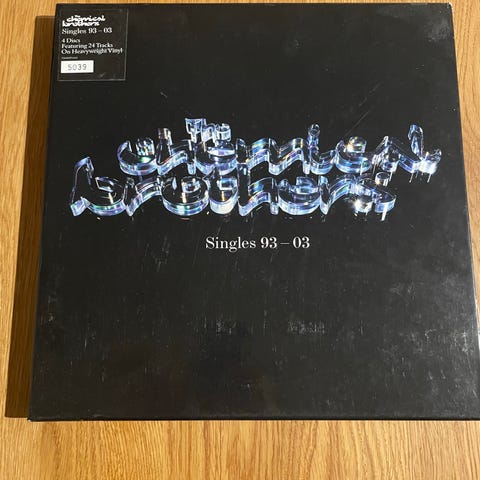 the
chemical
brothers
Singles 93 – 03
4 Discs
Featuring 24 Tracks
On Heavyweight Vinyl
5039
the
chemical
brothers
Singles 93 – 03